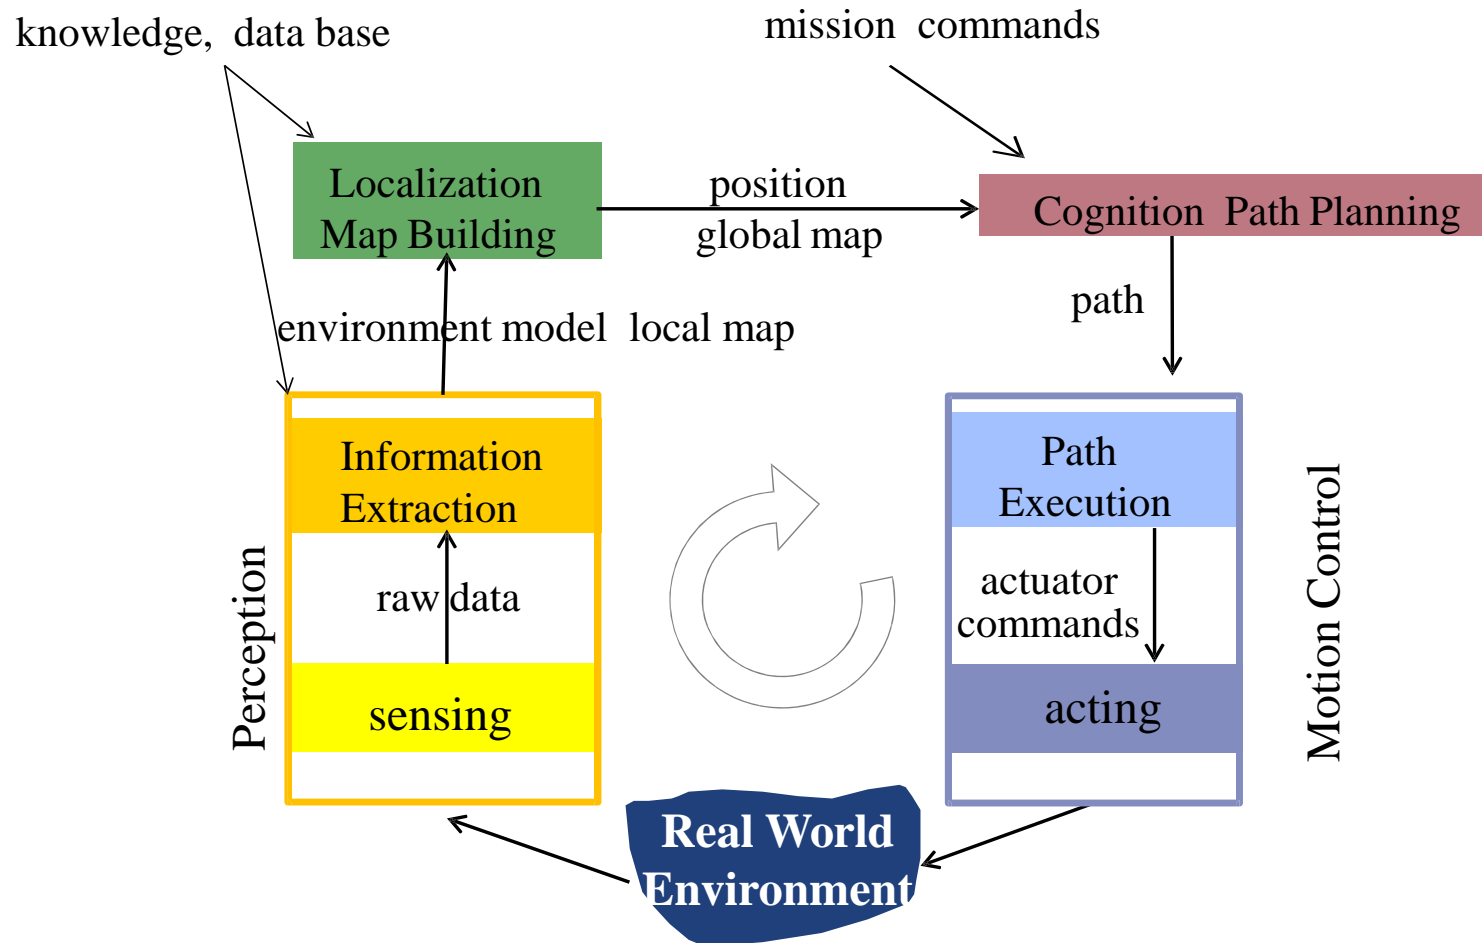 knowledge, data base
mission commands
Localization
Map Building
position
global map
Cognition Path Planning
environment model local map
path
Information
Extraction
raw data
sensing
Perception
Path
Execution
actuator
commands
acting
Motion Control
Real World
Environment